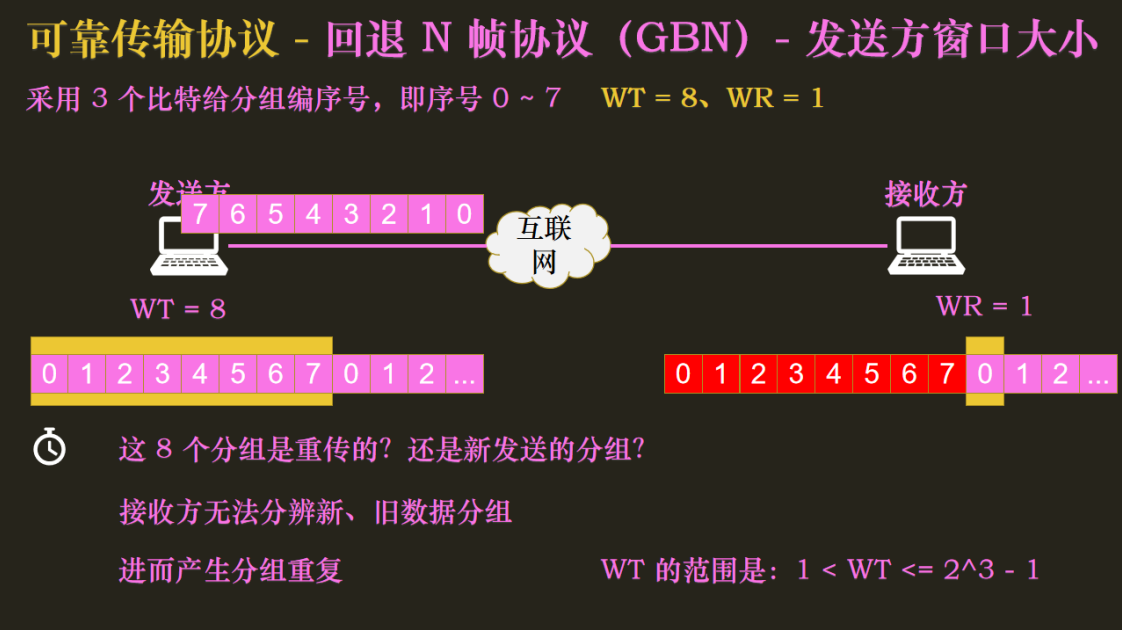 可靠传输协议 - 回退 N 帧协议（GBN）- 发送方窗口大小
采用 3 个比特给分组编序号，即序号 0 ~ 7 WT = 8、WR = 1
发送方
接收方
7 6 5 4 3 2 1 0
互联
网
WT = 8
WR = 1
0 1 2 3 4 5 6 7 0 1 2 ...
0 1 2 3 4 5 6 7 0 1 2 ...
这 8 个分组是重传的？还是新发送的分组？
接收方无法分辨新、旧数据分组
进而产生分组重复
WT 的范围是：1 < WT <= 2^3 - 1